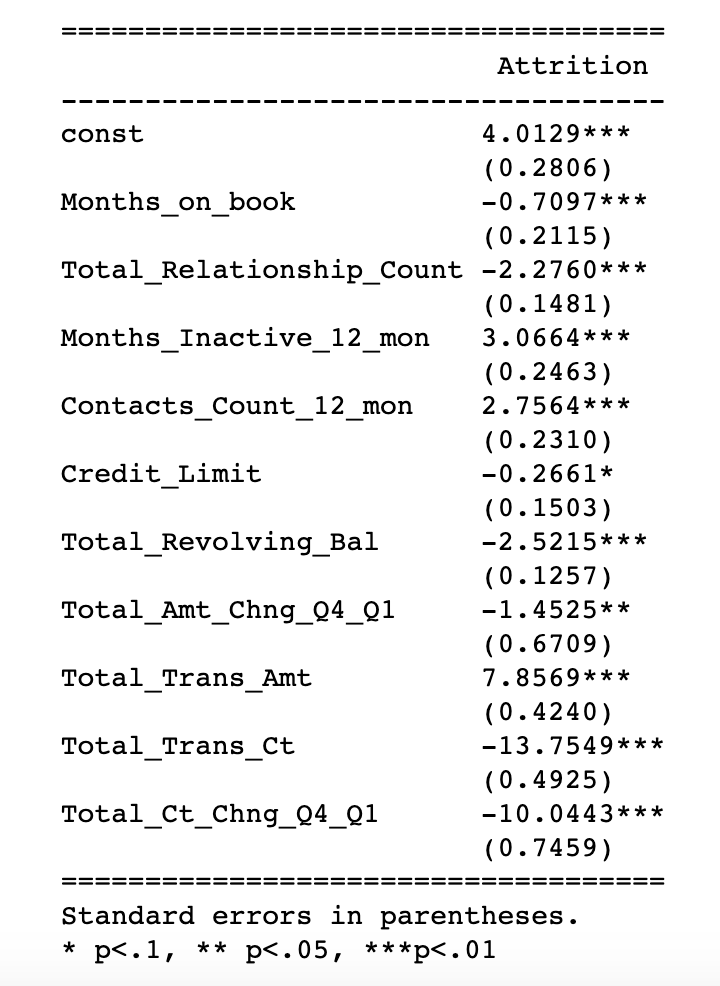 ====================================
Attrition
------------------------------------
const 4.0129***
(0.2806)
Months_on_book -0.7097***
(0.2115)
Total_Relationship_Count -2.2760***
(0.1481)
Months_Inactive_12_mon 3.0664***
(0.2463)
Contacts_Count_12_mon 2.7564***
(0.2310)
Credit_Limit -0.2661*
(0.1503)
Total_Revolving_Bal -2.5215***
(0.1257)
Total_Amt_Chng_Q4_Q1 -1.4525**
(0.6709)
Total_Trans_Amt 7.8569***
(0.4240)
Total_Trans_Ct -13.7549***
(0.4925)
Total_Ct_Chng_Q4_Q1 -10.0443***
(0.7459)
====================================
Standard errors in parentheses.
* p<.1, ** p<.05, ***p<.01